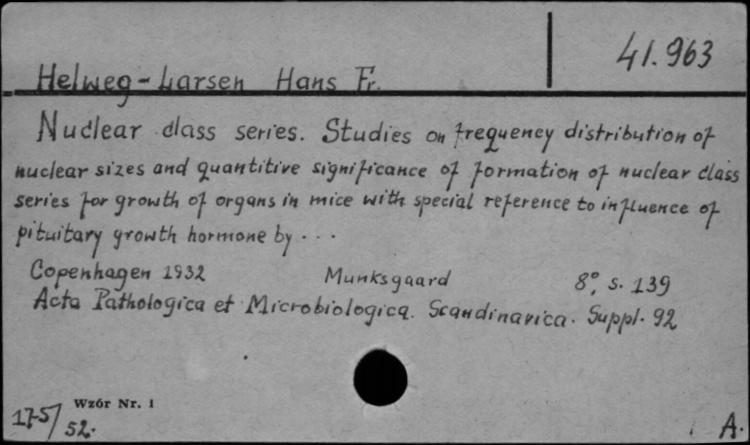 41.963
Helweg-Larsen Hans Fr.
Nuclear class series. Studies on frequency distribution of
nuclear sizes and quantitive significance of formation of nuclear class
series for growth of organs in mice with special reference to influence of
pituitary growth hormone by ...
Copenhagen 1932 Munksgaard 8°, s. 139
Acta Pathologica et Microbiologica. Scandinavica. Suppl. 92
Wzór Nr. 1
175/52.
A.